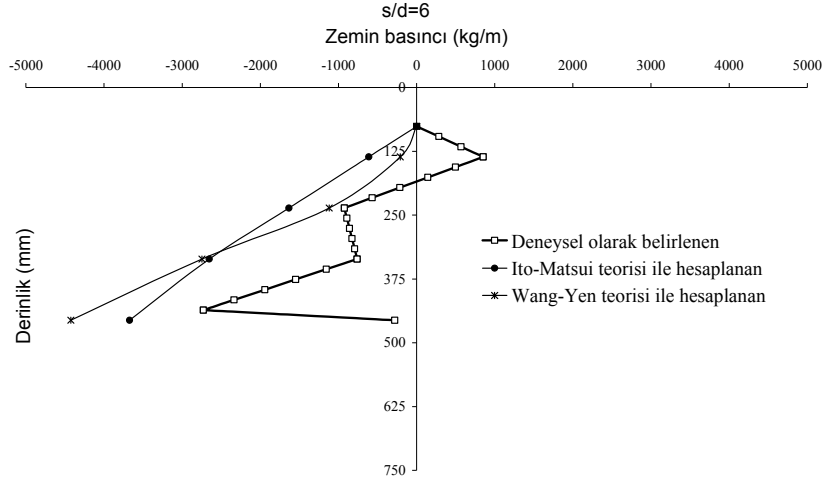 s/d=6
Zemin basıncı (kg/m)
-5000 -4000 -3000 -2000 -1000 0 1000 2000 3000 4000 5000
0
125
250
375
500
625
750
Derinlik (mm)
Deneysel olarak belirlenen
Ito-Matsui teorisi ile hesaplanan
Wang-Yen teorisi ile hesaplanan